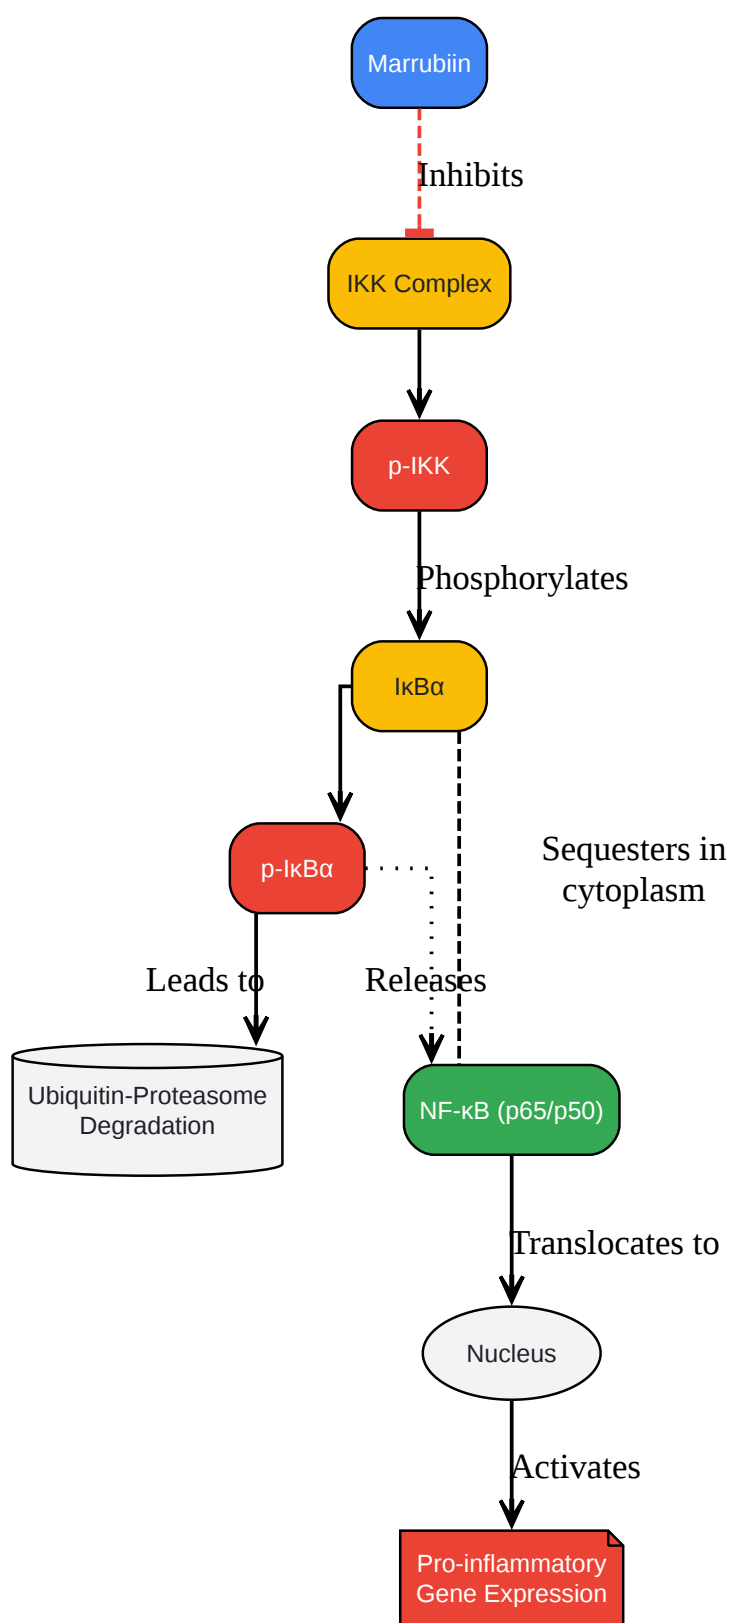 Marrubiin
Inhibits
IKK Complex
p-IKK
Phosphorylates
IκBα
p-IκBα
Sequesters in
cytoplasm
Leads to
Releases
Ubiquitin-Proteasome
Degradation
NF-κB (p65/p50)
Translocates to
Nucleus
Activates
Pro-inflammatory
Gene Expression